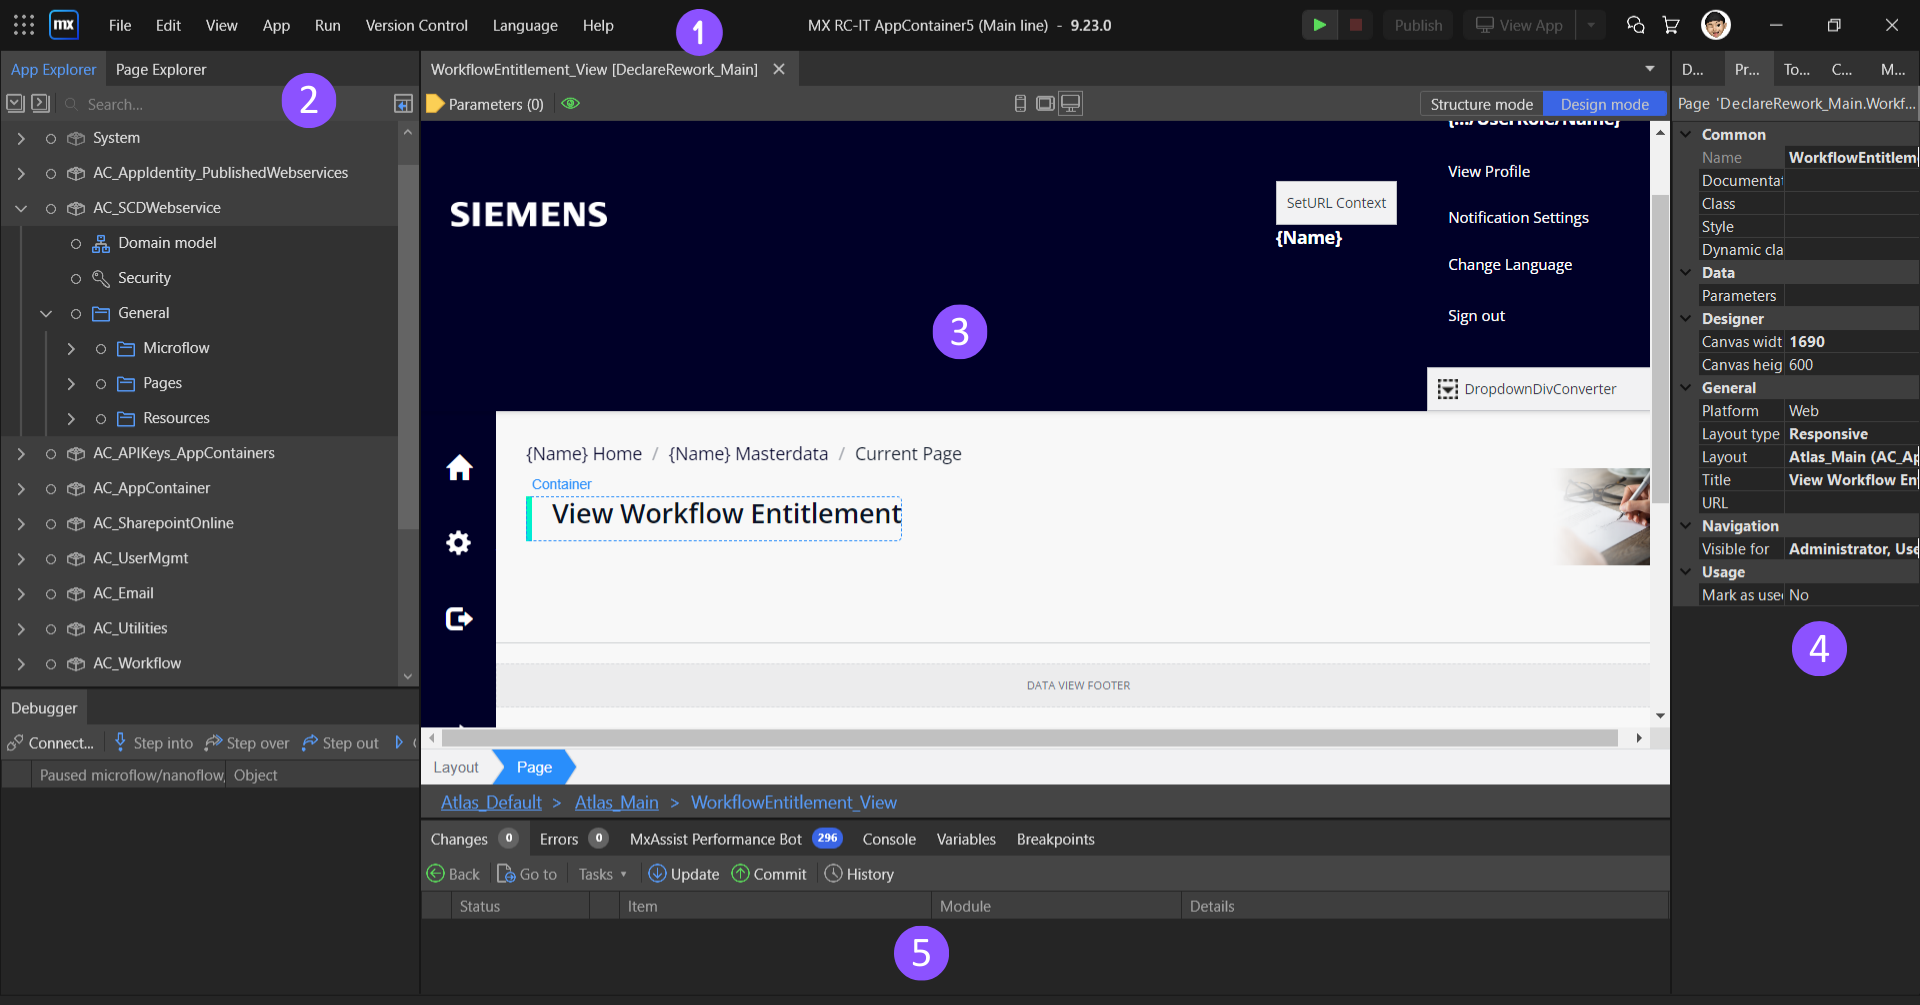 mx File Edit View App Run Version Control Language Help 1 MX RC-IT AppContainer5 (Main line) - 9.23.0 Publish View App
App Explorer Page Explorer
2
Search...
System
AC_AppIdentity_PublishedWebservices
AC_SCDWebservice
Domain model
Security
General
Microflow
Pages
Resources
AC_APIKeys_AppContainers
AC_AppContainer
AC_SharepointOnline
AC_UserMgmt
AC_Email
AC_Utilities
AC_Workflow
Debugger
Connect... Step into Step over Step out
Paused microflow/nanoflow, Object
WorkflowEntitlement_View [DeclareRework_Main]
Parameters (0) Structure mode Design mode
{.../UserRole/Name}
View Profile
SIEMENS
SetURL Context
{Name}
Notification Settings
Change Language
Sign out
3
DropdownDivConverter
{Name} Home / {Name} Masterdata / Current Page
Container
View Workflow Entitlement
DATA VIEW FOOTER
Layout Page
Atlas_Default > Atlas_Main > WorkflowEntitlement_View
Changes 0 Errors 0 MxAssist Performance Bot 296 Console Variables Breakpoints
Back Go to Tasks Update Commit History
Status Item Module Details
5
D... Pr... To... C... M...
Page 'DeclareRework_Main.Workf...
Common
Name WorkflowEntitlem
Documentat
Class
Style
Dynamic cla
Data
Parameters
Designer
Canvas widt 1690
Canvas heig 600
General
Platform Web
Layout type Responsive
Layout Atlas_Main (AC_Ap
Title View Workflow En
URL
Navigation
Visible for Administrator, Use
Usage
Mark as use No
4